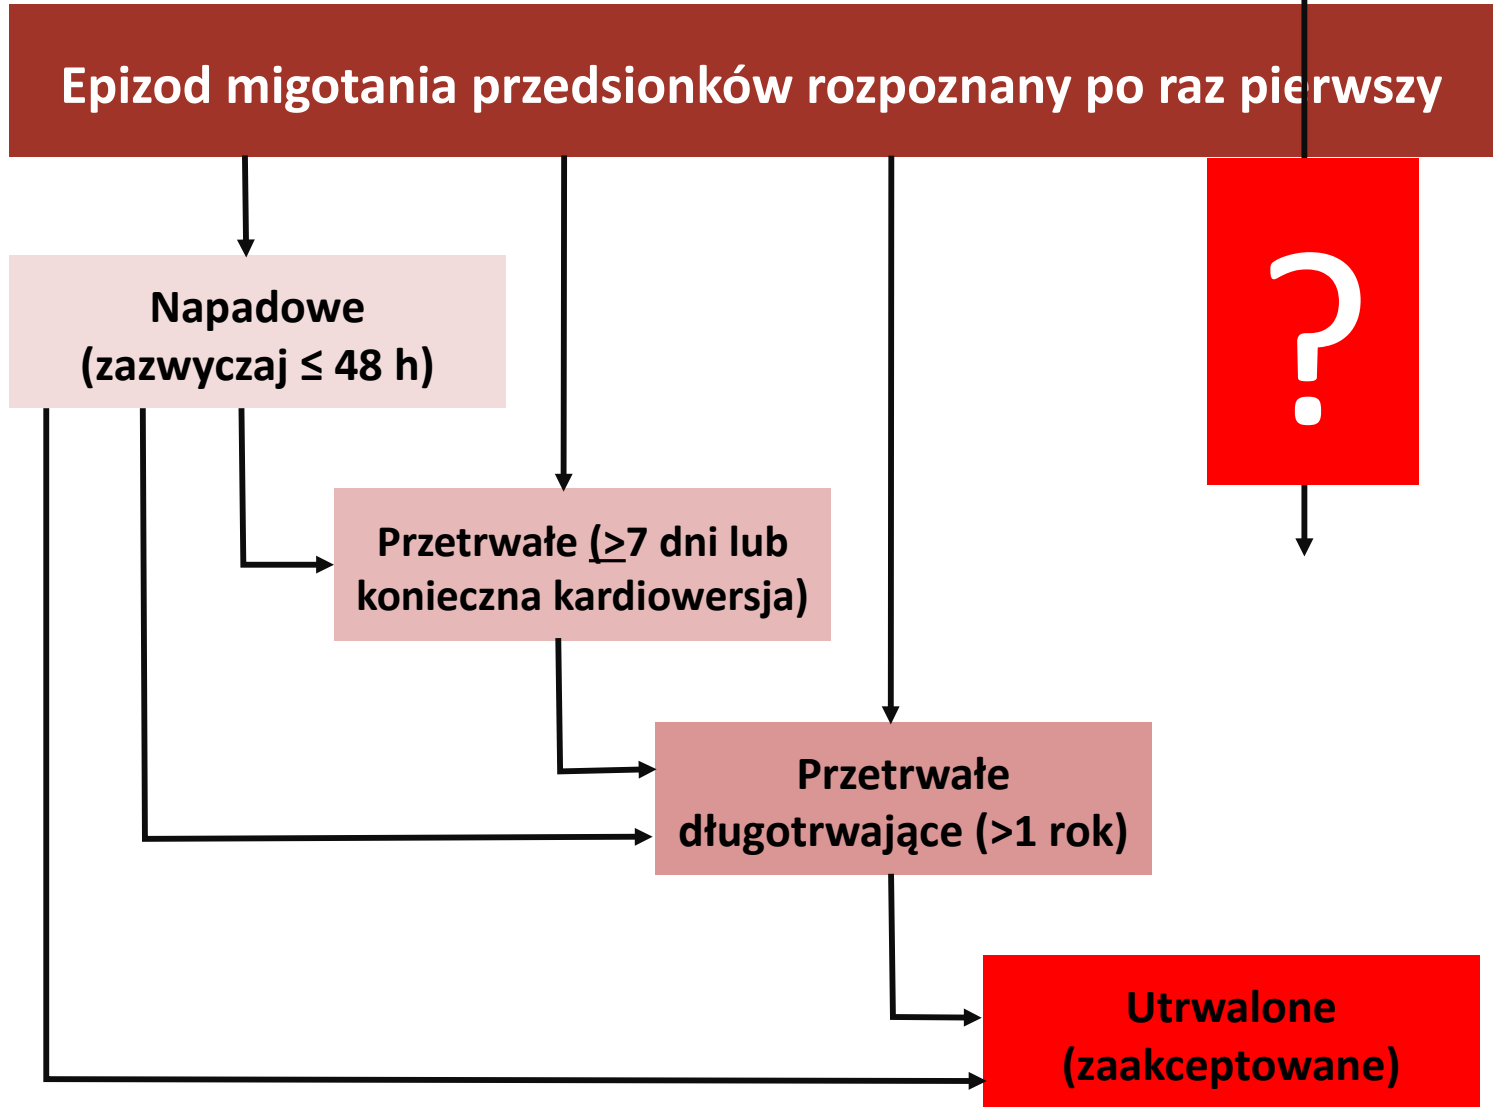 Epizod migotania przedsionków rozpoznany po raz pierwszy
?
Napadowe
(zazwyczaj ≤ 48 h)
Przetrwałe (>7 dni lub
konieczna kardiowersja)
Przetrwałe
długotrwające (>1 rok)
Utrwalone
(zaakceptowane)